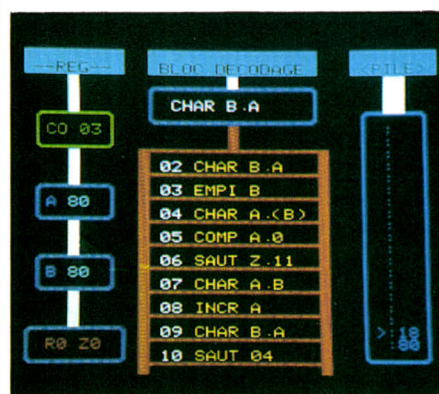 --REG--
CO 03
A 80
B 80
R0 Z0
BLOC DECODAGE
CHAR B.A
02 CHAR B.A
03 EMPI B
04 CHAR A.(B)
05 COMP A.0
06 SAUT Z.11
07 CHAR A.B
08 INCR A
09 CHAR B.A
10 SAUT 04
<PILE>
> 18
80